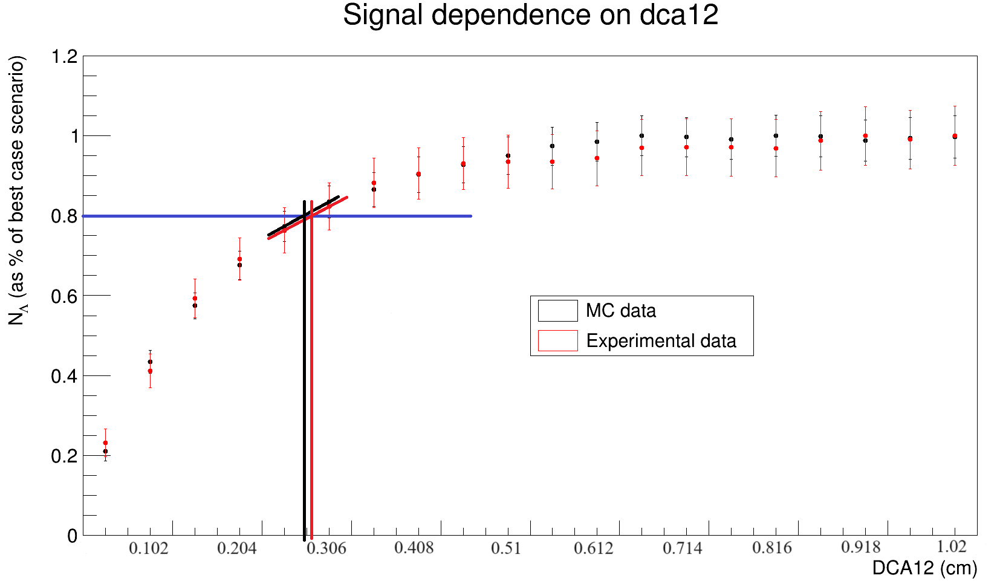 Signal dependence on dca12
N_Λ (as % of best case scenario)
1.2
1
0.8
0.6
0.4
0.2
0
MC data
Experimental data
0.102 0.204 0.306 0.408 0.51 0.612 0.714 0.816 0.918 1.02
DCA12 (cm)